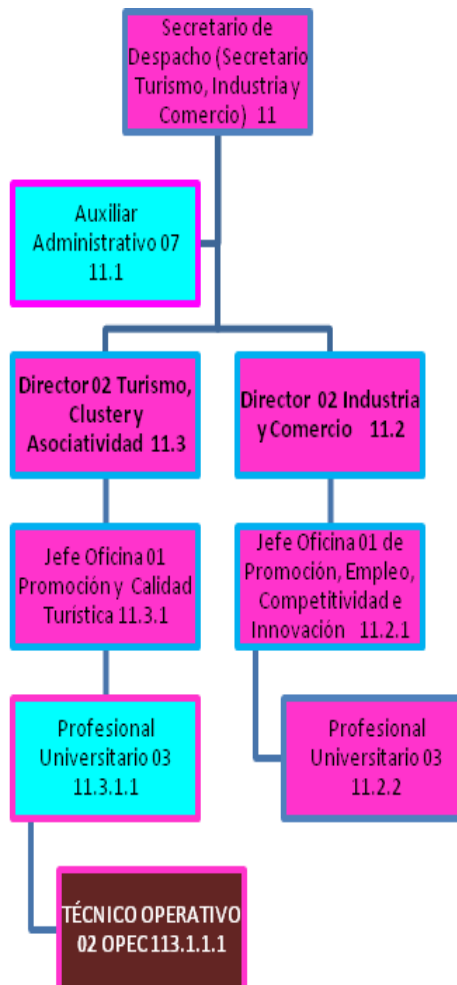 Secretario de
Despacho (Secretario
Turismo, Industria y
Comercio) 11
Auxiliar
Administrativo 07
11.1
Director 02 Turismo,
Cluster y
Asociatividad 11.3
Director 02 Industria
y Comercio 11.2
Jefe Oficina 01
Promoción y Calidad
Turística 11.3.1
Jefe Oficina 01 de
Promoción, Empleo,
Competitividad e
Innovación 11.2.1
Profesional
Universitario 03
11.3.1.1
Profesional
Universitario 03
11.2.2
TÉCNICO OPERATIVO
02 OPEC 113.1.1.1